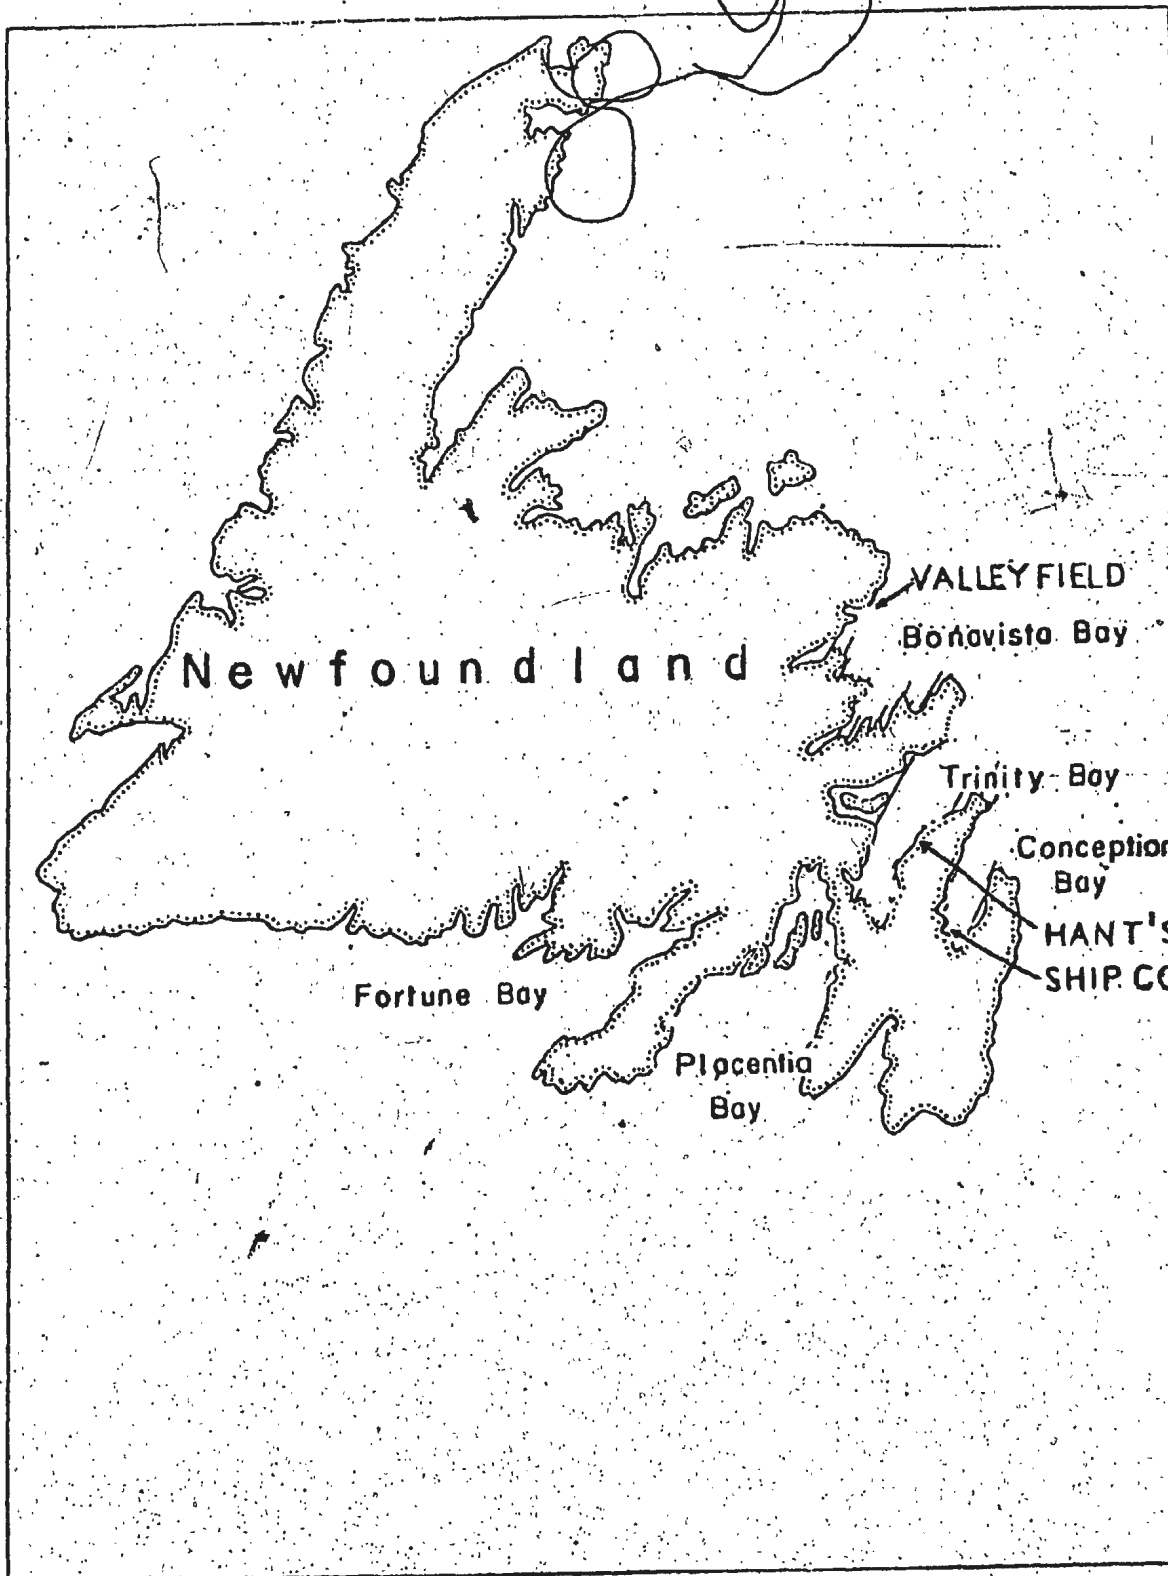 VALLEYFIELD
Bonavista Bay
Newfoundland
Trinity Bay
Conception
Bay
HANT'S
SHIP CO
Fortune Bay
Placentia
Bay